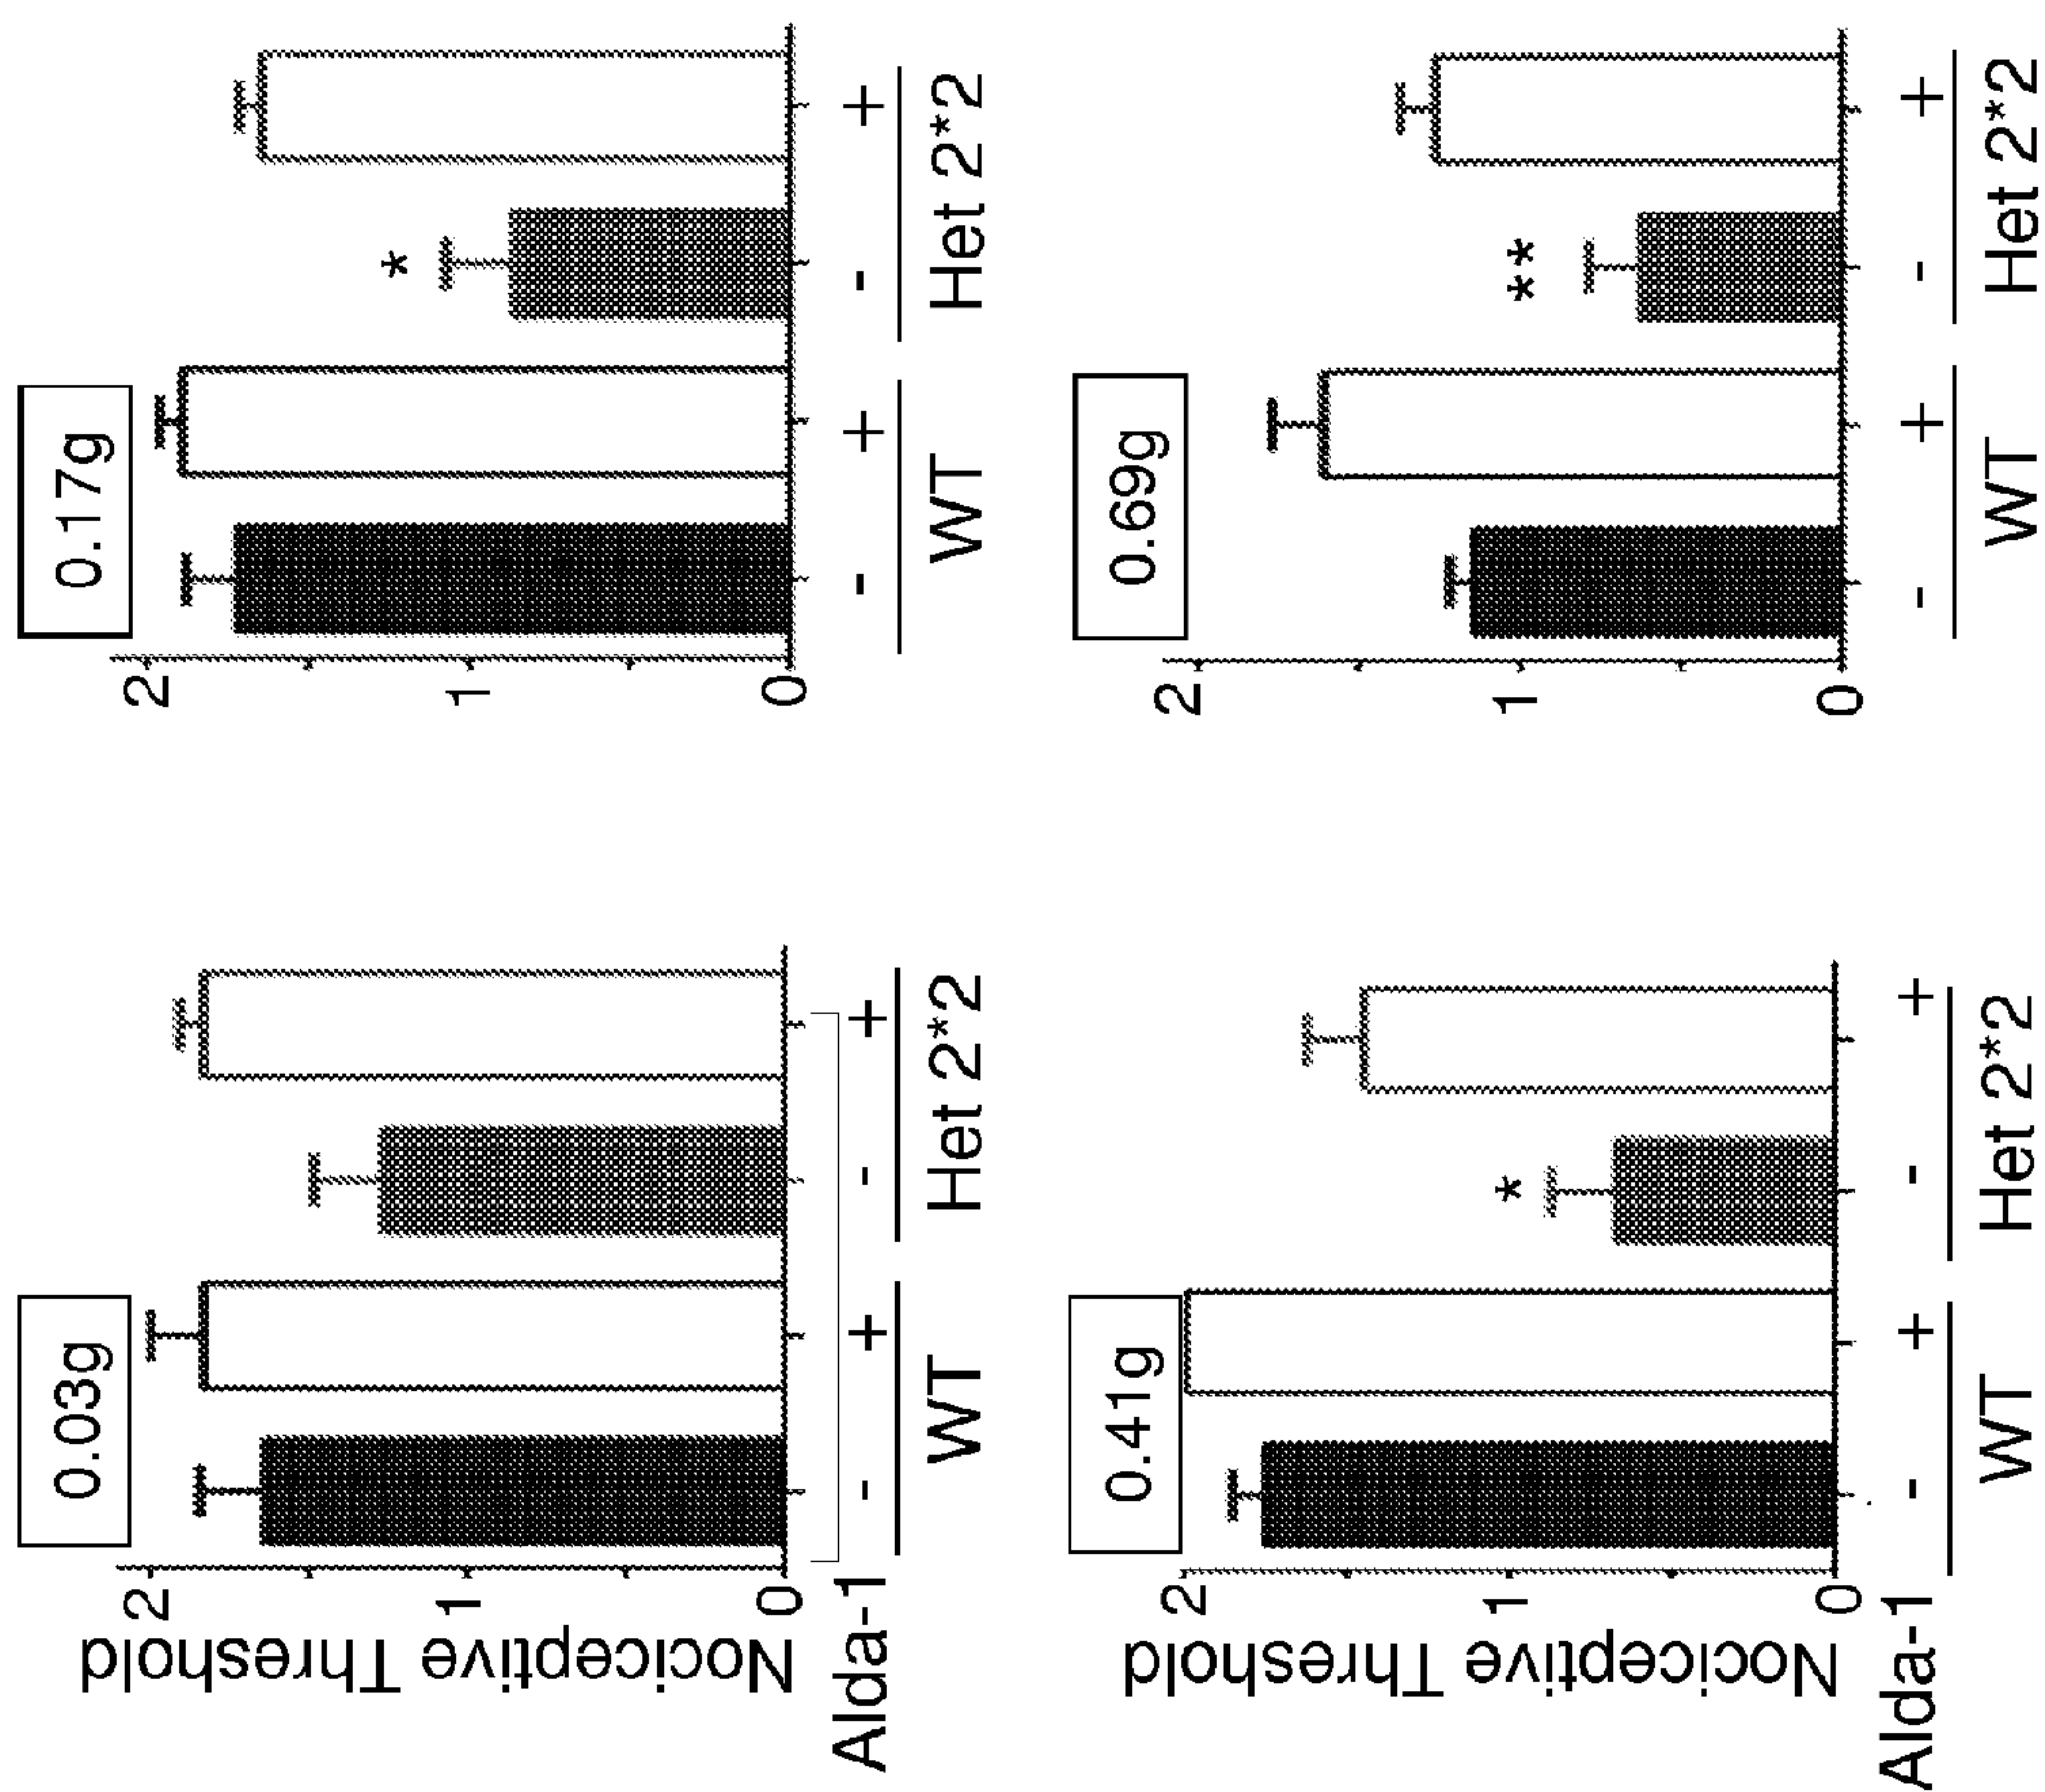 0.03g
Nociceptive Threshold
2
1
0
Alda-1
- + - +
WT Het 2*2
0.17g
2
1
0
*
- + - +
WT Het 2*2
0.41g
Nociceptive Threshold
2
1
0
*
Alda-1
- + - +
WT Het 2*2
0.69g
2
1
0
**
- + - +
WT Het 2*2